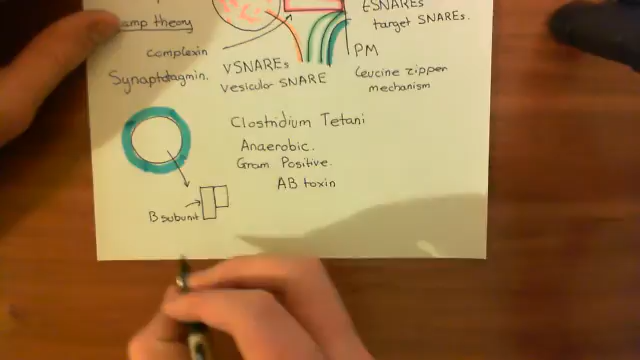 amp theory
complexin
Synaptotagmin.
VSNAREs
Vesicular SNARE
tSNAREs
target SNAREs.
PM
Leucine zipper
mechanism
Clostridium Tetani
Anaerobic.
Gram Positive.
AB toxin
B subunit